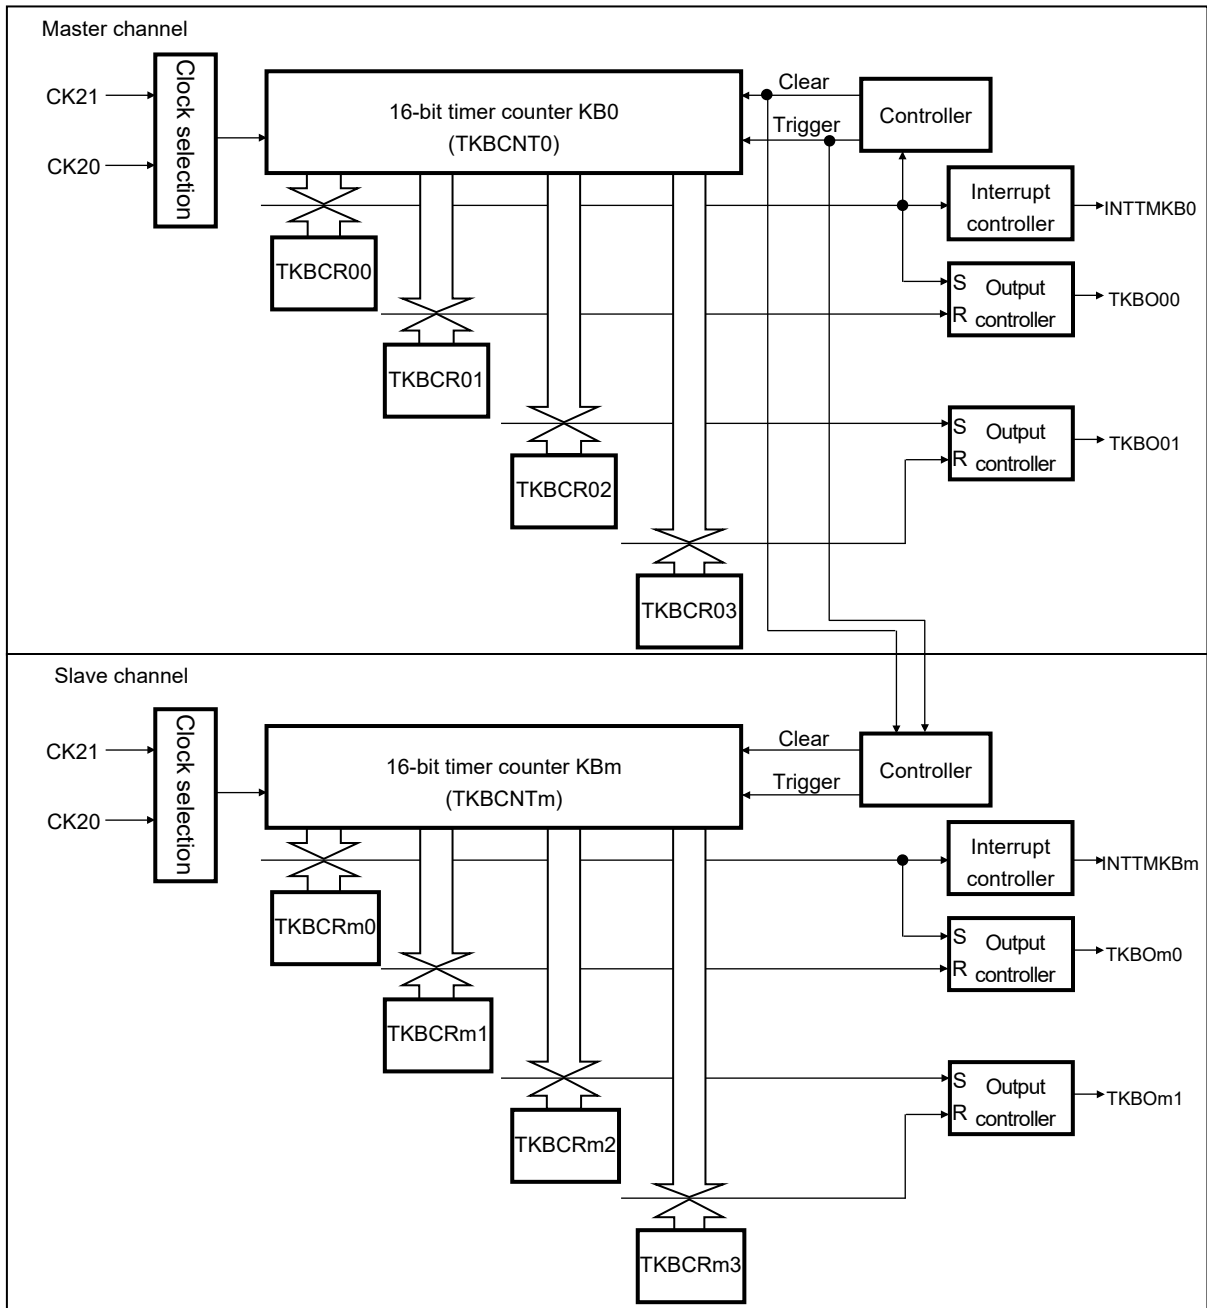 Master channel
CK21
CK20
Clock selection
16-bit timer counter KB0
(TKBCNT0)
Clear
Trigger
Controller
Interrupt
controller
INTTMKB0
TKBCR00
S
R
Output
controller
TKBO00
TKBCR01
S
R
Output
controller
TKBO01
TKBCR02
TKBCR03
Slave channel
CK21
CK20
Clock selection
16-bit timer counter KBm
(TKBCNTm)
Clear
Trigger
Controller
Interrupt
controller
INTTMKBm
TKBCRm0
S
R
Output
controller
TKBOm0
TKBCRm1
S
R
Output
controller
TKBOm1
TKBCRm2
TKBCRm3